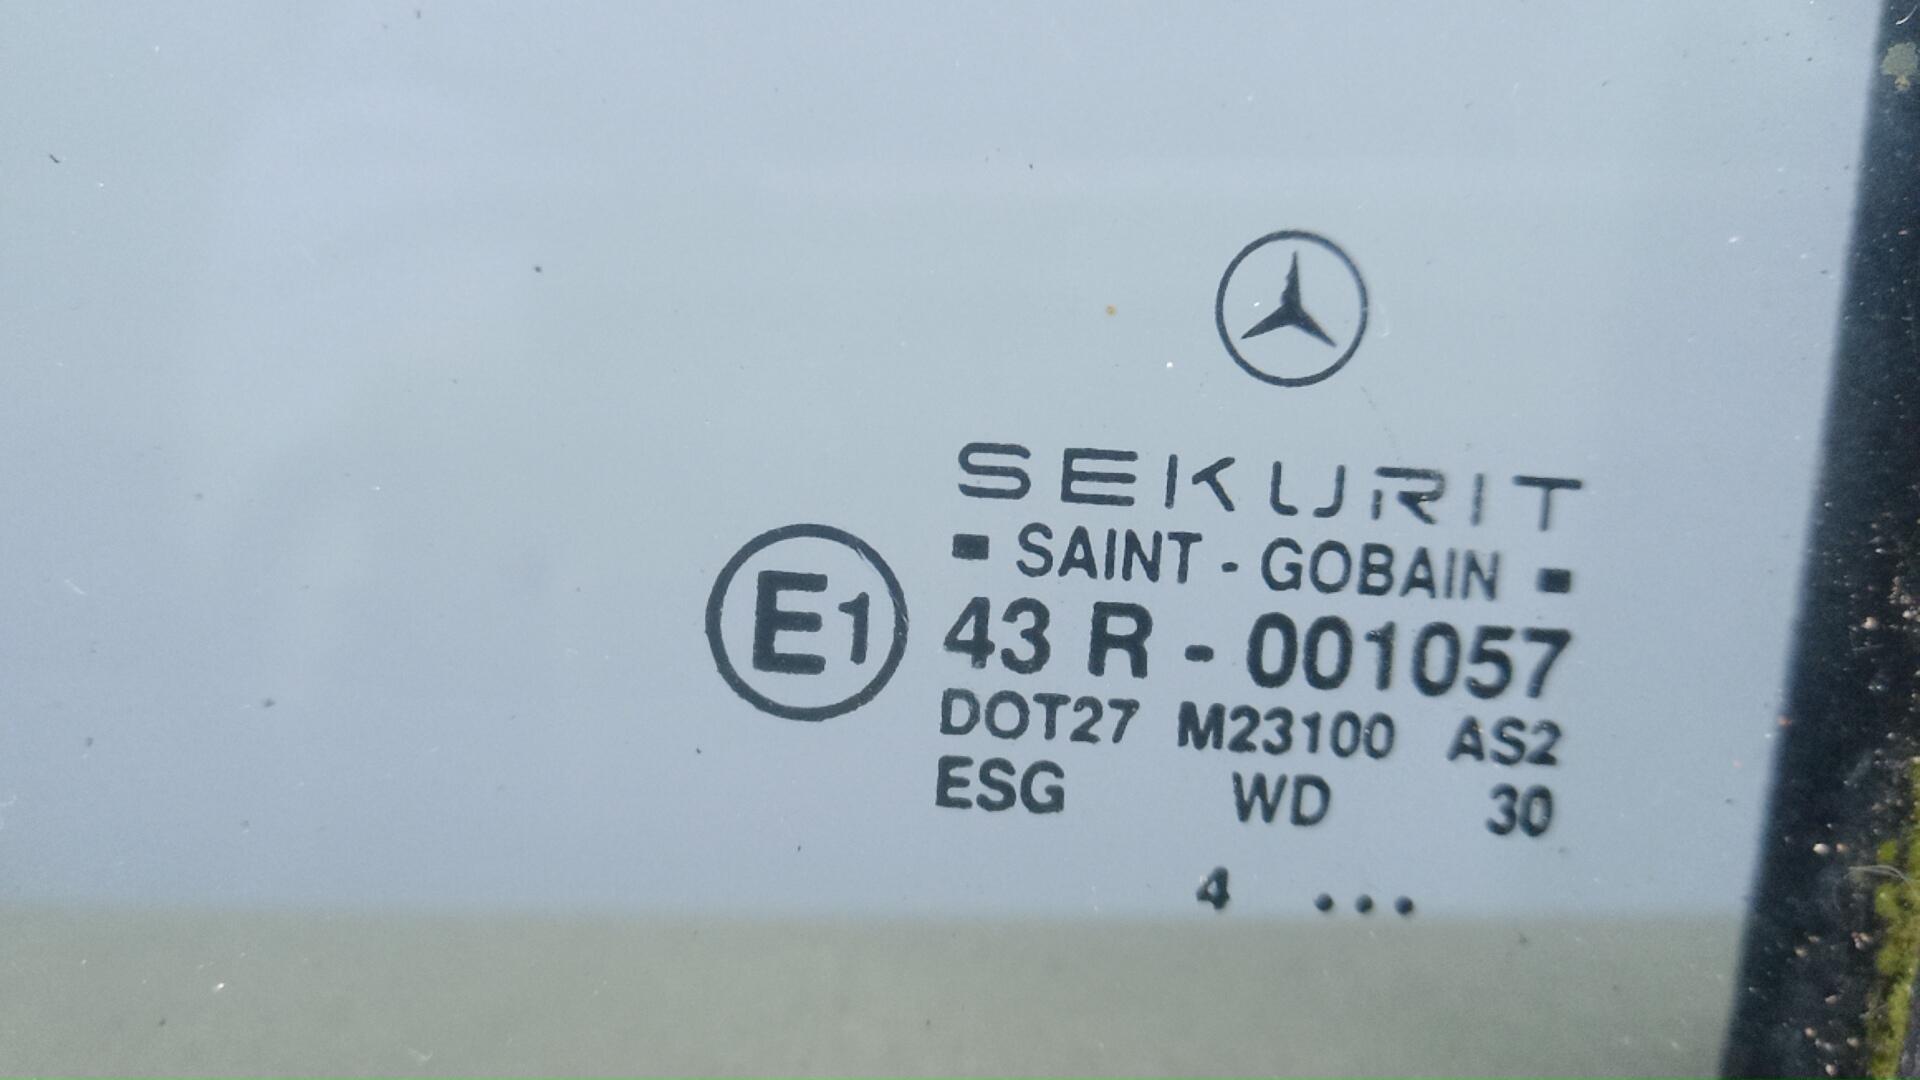 SEKURIT
▪ SAINT - GOBAIN ▪
E1 43 R - 001057
DOT27 M23100 AS2
ESG WD 30
4 ...